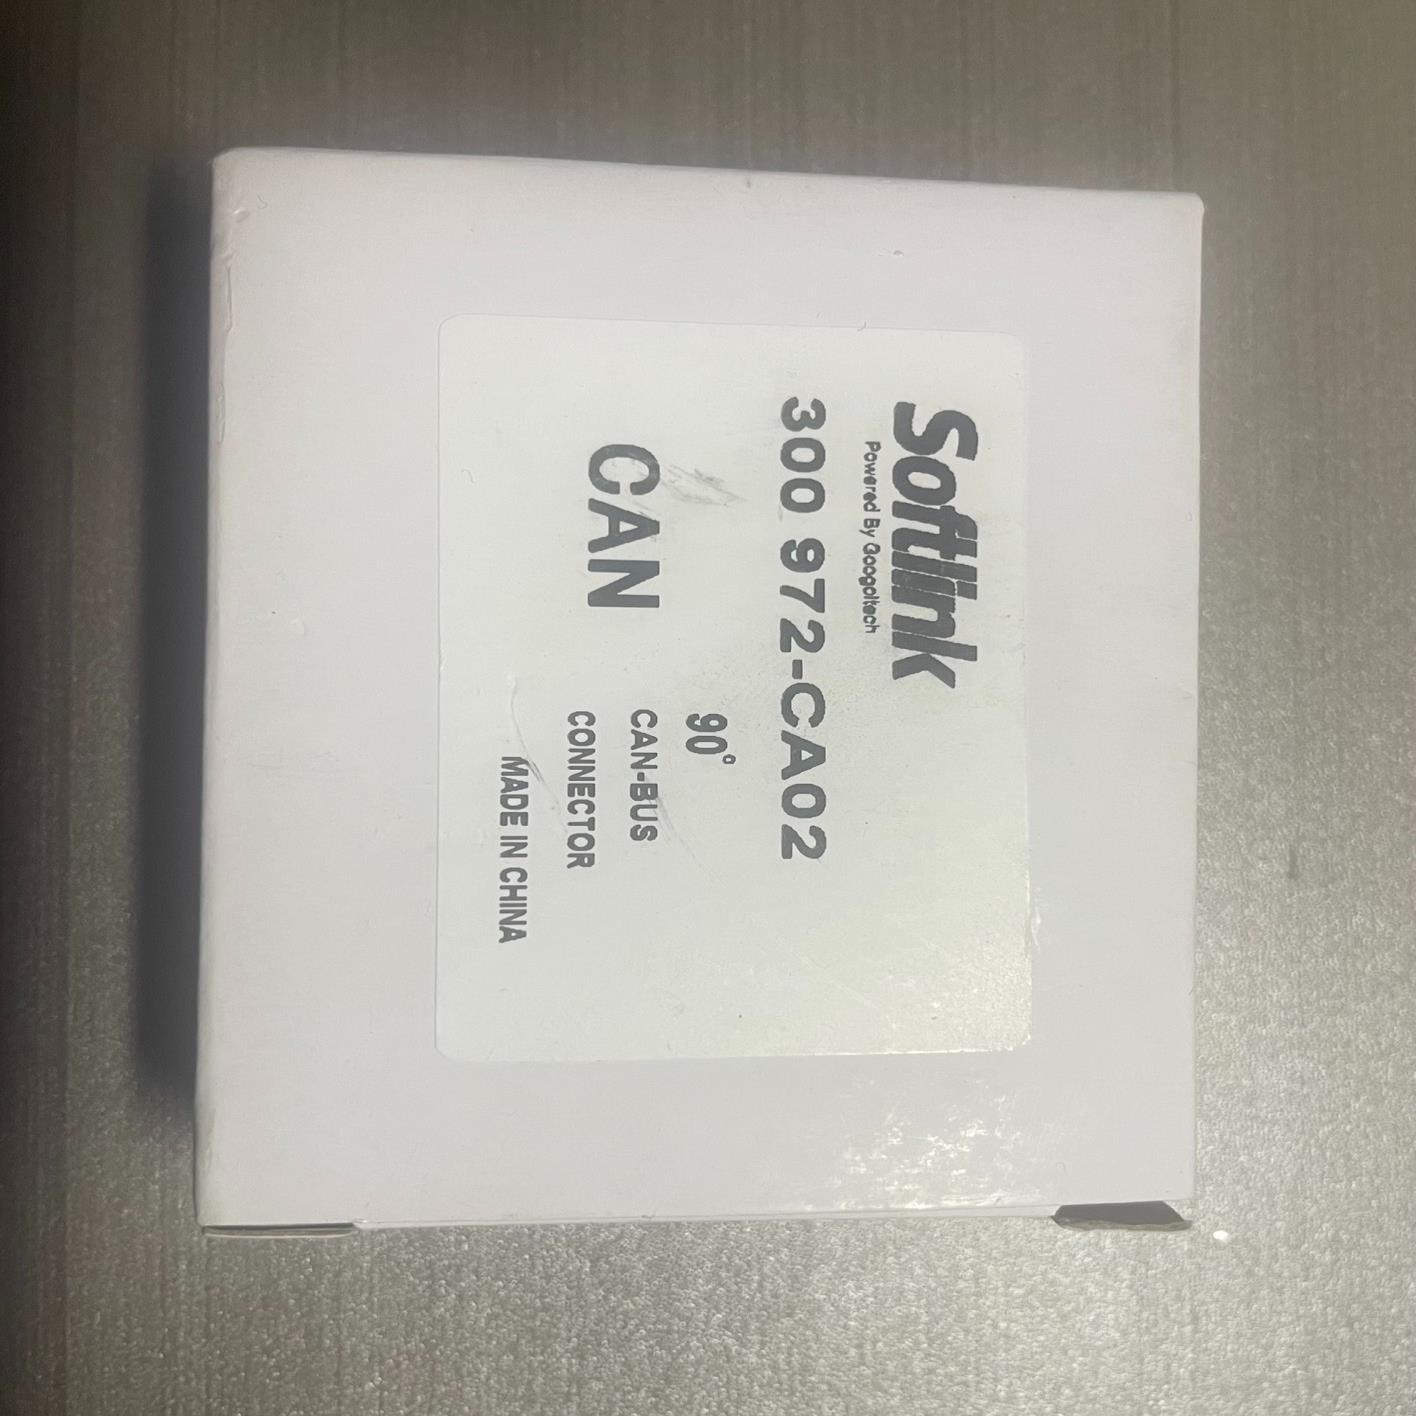 Softlink
Powered By Googoltech
300 972-CA02
90°
CAN
CAN-BUS
CONNECTOR
MADE IN CHINA